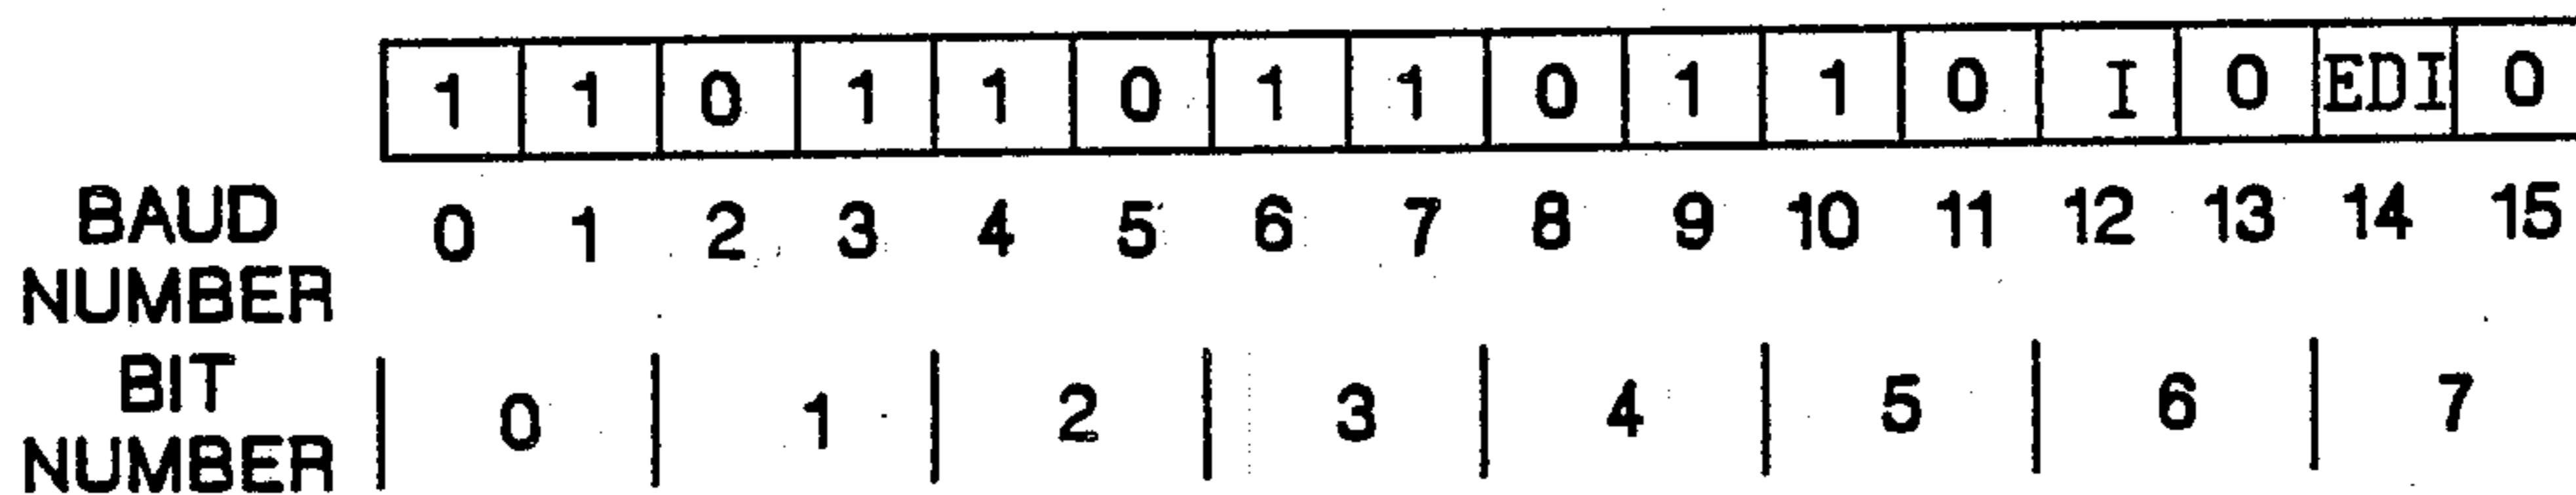 1 1 0 1 1 0 1 1 0 1 1 0 I 0 EDI 0
BAUD NUMBER 0 1 2 3 4 5 6 7 8 9 10 11 12 13 14 15
BIT NUMBER 0 1 2 3 4 5 6 7